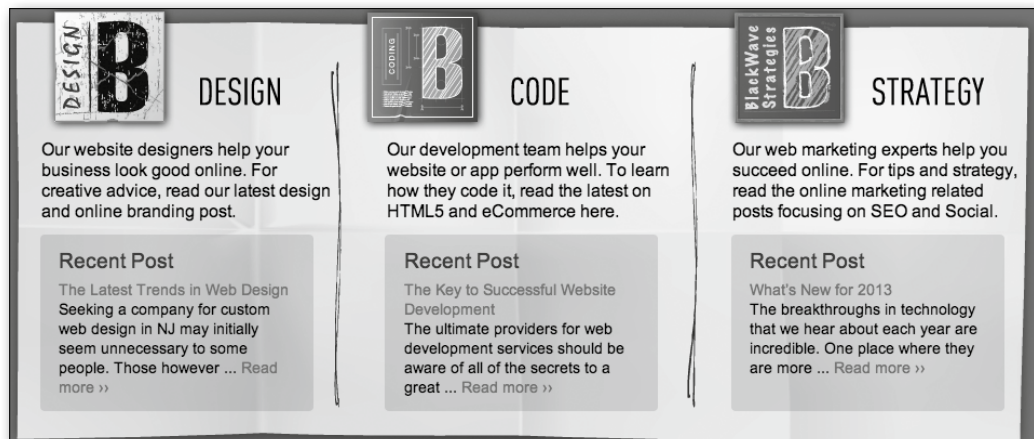 DESIGN
B
DESIGN
Our website designers help your
business look good online. For
creative advice, read our latest design
and online branding post.
Recent Post
The Latest Trends in Web Design
Seeking a company for custom
web design in NJ may initially
seem unnecessary to some
people. Those however ... Read
more ››
CODING
B
CODE
Our development team helps your
website or app perform well. To learn
how they code it, read the latest on
HTML5 and eCommerce here.
Recent Post
The Key to Successful Website
Development
The ultimate providers for web
development services should be
aware of all of the secrets to a
great ... Read more ››
BlackWave
Strategies
B
STRATEGY
Our web marketing experts help you
succeed online. For tips and strategy,
read the online marketing related
posts focusing on SEO and Social.
Recent Post
What's New for 2013
The breakthroughs in technology
that we hear about each year are
incredible. One place where they
are more ... Read more ››